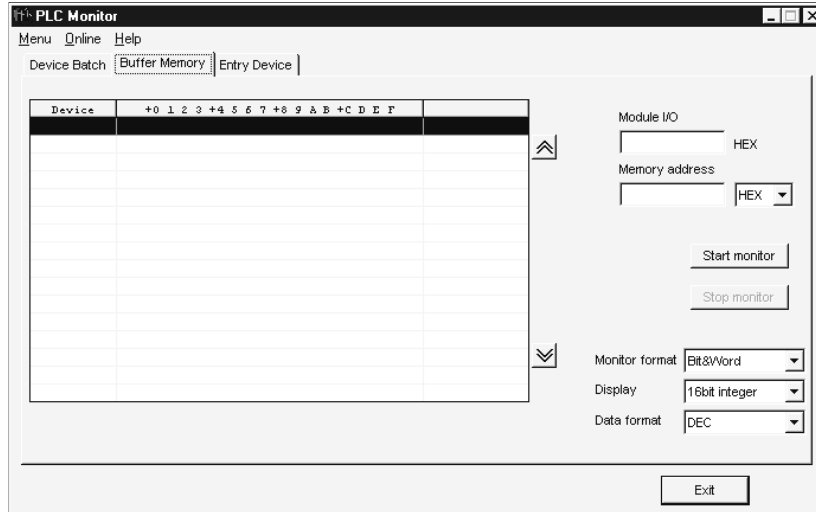 PLC Monitor
Menu Online Help
Device Batch Buffer Memory Entry Device
Device +0 1 2 3 +4 5 6 7 +8 9 A B +C D E F
Module I/O
HEX
Memory address
HEX
Start monitor
Stop monitor
Monitor format Bit&Word
Display 16bit integer
Data format DEC
Exit